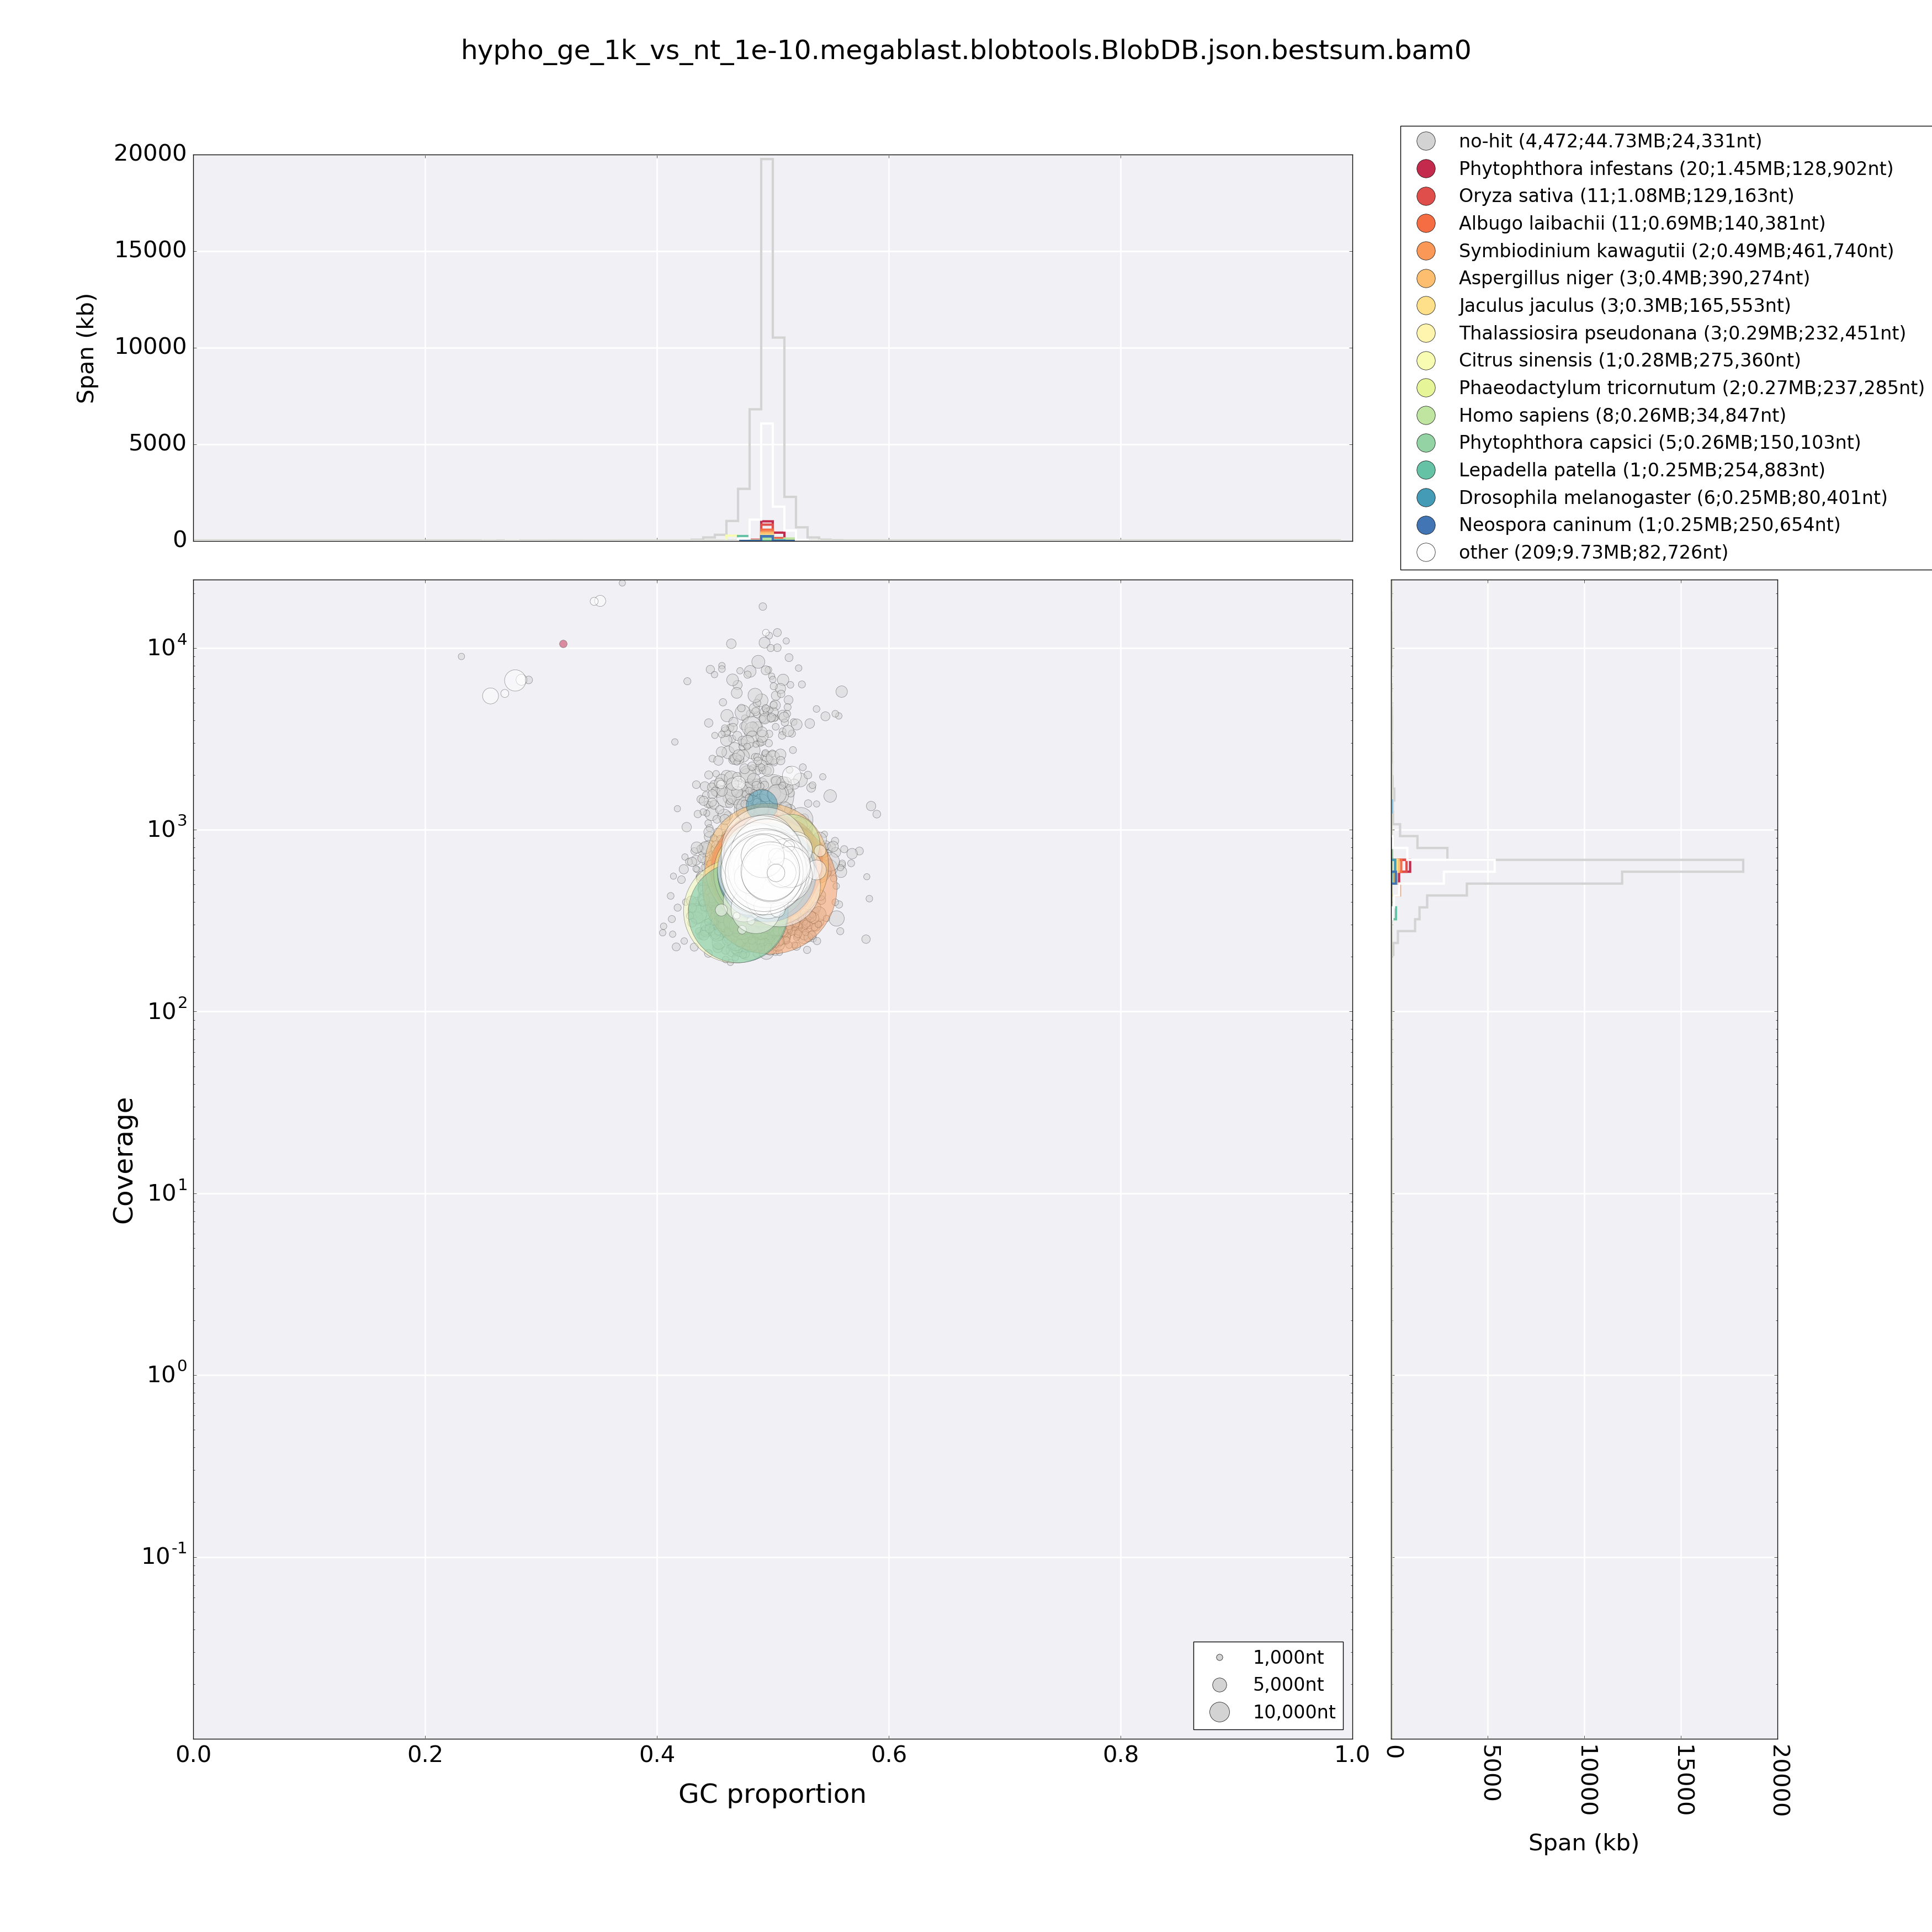 hypho_ge_1k_vs_nt_1e-10.megablast.blobtools.BlobDB.json.bestsum.bam0
20000
15000
10000
5000
0
Span (kb)
no-hit (4,472;44.73MB;24,331nt)
Phytophthora infestans (20;1.45MB;128,902nt)
Oryza sativa (11;1.08MB;129,163nt)
Albugo laibachii (11;0.69MB;140,381nt)
Symbiodinium kawagutii (2;0.49MB;461,740nt)
Aspergillus niger (3;0.4MB;390,274nt)
Jaculus jaculus (3;0.3MB;165,553nt)
Thalassiosira pseudonana (3;0.29MB;232,451nt)
Citrus sinensis (1;0.28MB;275,360nt)
Phaeodactylum tricornutum (2;0.27MB;237,285nt)
Homo sapiens (8;0.26MB;34,847nt)
Phytophthora capsici (5;0.26MB;150,103nt)
Lepadella patella (1;0.25MB;254,883nt)
Drosophila melanogaster (6;0.25MB;80,401nt)
Neospora caninum (1;0.25MB;250,654nt)
other (209;9.73MB;82,726nt)
10^4
10^3
10^2
10^1
10^0
10^-1
Coverage
1,000nt
5,000nt
10,000nt
0.0 0.2 0.4 0.6 0.8 1.0
GC proportion
0 5000 10000 15000 20000
Span (kb)